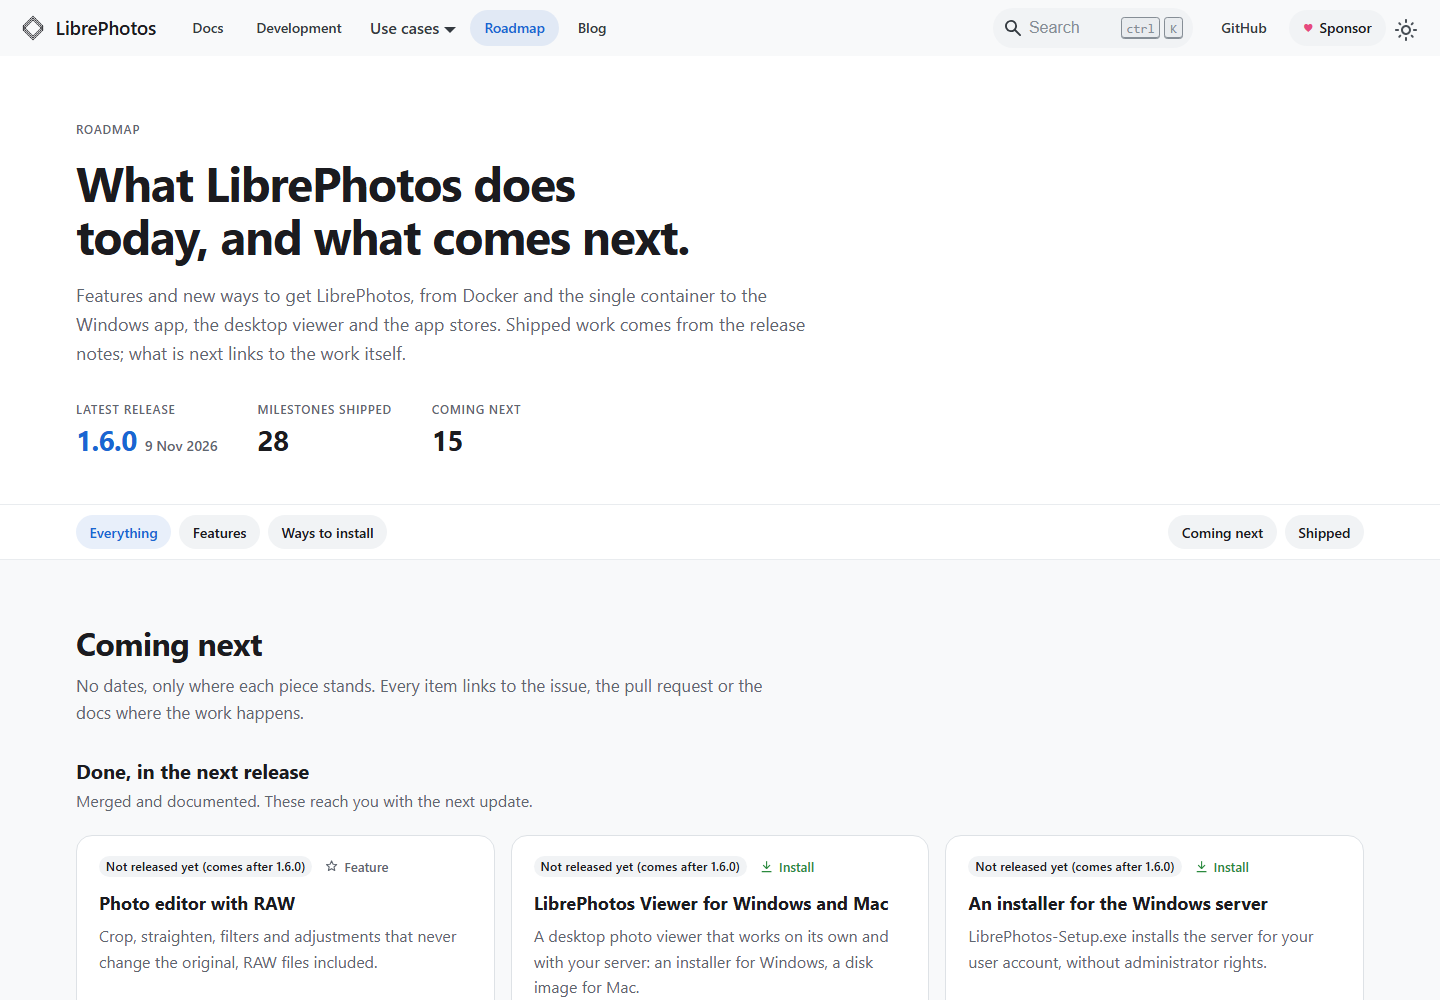 LibrePhotos
Docs
Development
Use cases
Roadmap
Blog
Search
ctrl K
GitHub
Sponsor
ROADMAP
What LibrePhotos does
today, and what comes next.
Features and new ways to get LibrePhotos, from Docker and the single container to the
Windows app, the desktop viewer and the app stores. Shipped work comes from the release
notes; what is next links to the work itself.
LATEST RELEASE
1.6.0 9 Nov 2026
MILESTONES SHIPPED
28
COMING NEXT
15
Everything
Features
Ways to install
Coming next
Shipped
Coming next
No dates, only where each piece stands. Every item links to the issue, the pull request or the
docs where the work happens.
Done, in the next release
Merged and documented. These reach you with the next update.
Not released yet (comes after 1.6.0) Feature
Photo editor with RAW
Crop, straighten, filters and adjustments that never
change the original, RAW files included.
Not released yet (comes after 1.6.0) Install
LibrePhotos Viewer for Windows and Mac
A desktop photo viewer that works on its own and
with your server: an installer for Windows, a disk
image for Mac.
Not released yet (comes after 1.6.0) Install
An installer for the Windows server
LibrePhotos-Setup.exe installs the server for your
user account, without administrator rights.